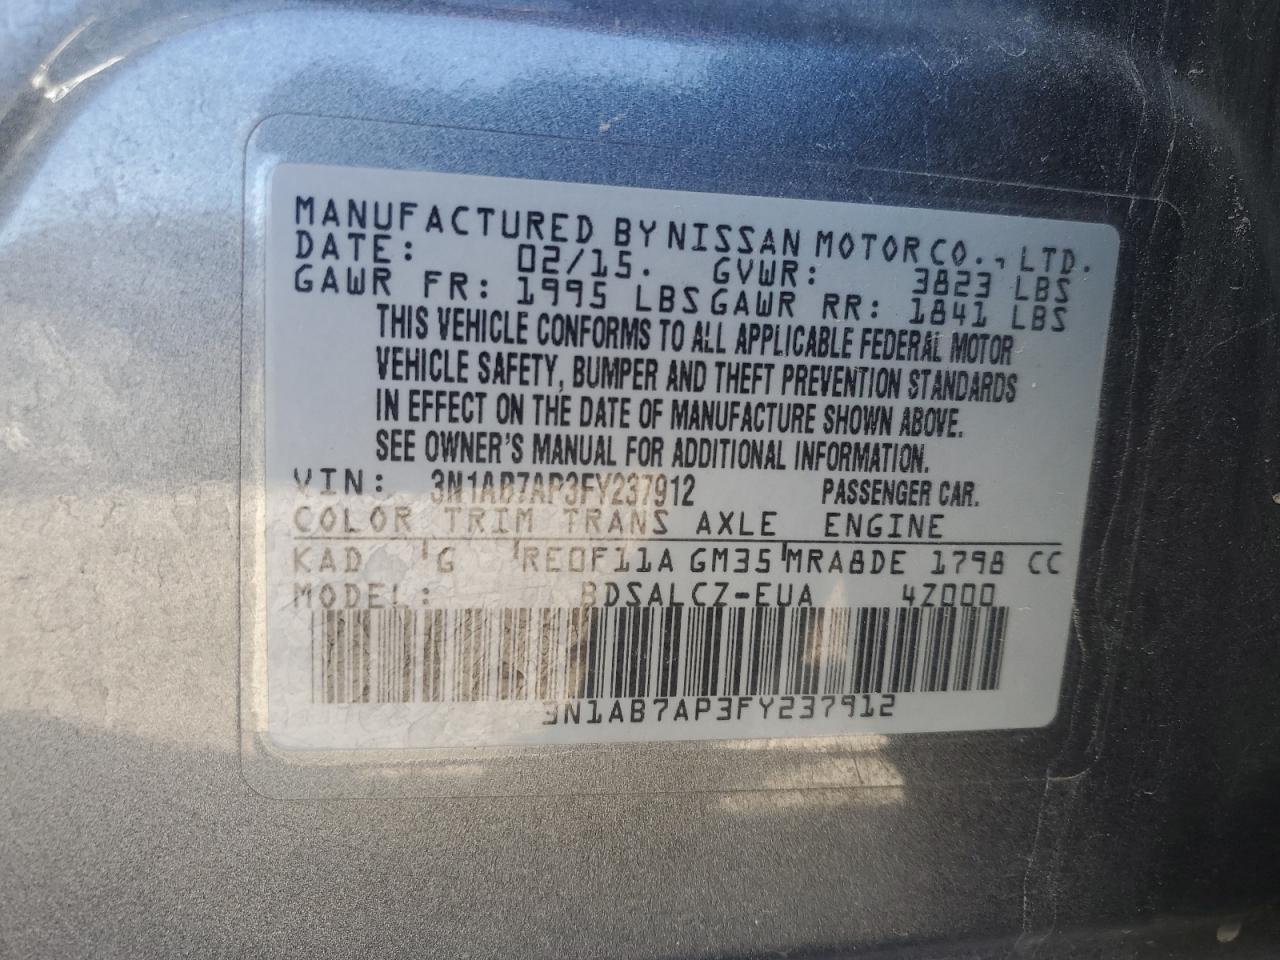 MANUFACTURED BY NISSAN MOTOR CO., LTD.
DATE: 02/15. GVWR: 3823 LBS
GAWR FR: 1995 LBS GAWR RR: 1841 LBS
THIS VEHICLE CONFORMS TO ALL APPLICABLE FEDERAL MOTOR
VEHICLE SAFETY, BUMPER AND THEFT PREVENTION STANDARDS
IN EFFECT ON THE DATE OF MANUFACTURE SHOWN ABOVE.
SEE OWNER'S MANUAL FOR ADDITIONAL INFORMATION.
VIN: 3N1AB7AP3FY237912 PASSENGER CAR.
COLOR TRIM TRANS AXLE ENGINE
KAD G RE0F11A GM35 MRA8DE 1798 CC
MODEL: BDSALCZ-EUA 4Z000
3N1AB7AP3FY237912